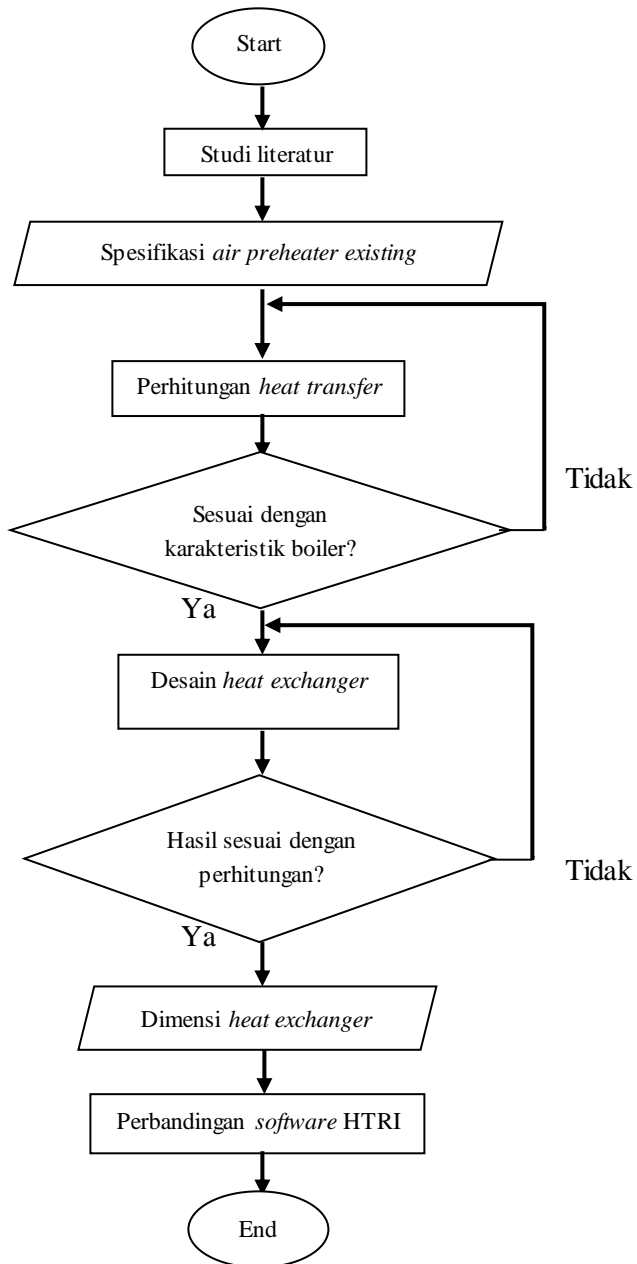 Start
Studi literatur
Spesifikasi air preheater existing
Perhitungan heat transfer
Tidak
Sesuai dengan
karakteristik boiler?
Ya
Desain heat exchanger
Hasil sesuai dengan
perhitungan?
Tidak
Ya
Dimensi heat exchanger
Perbandingan software HTRI
End